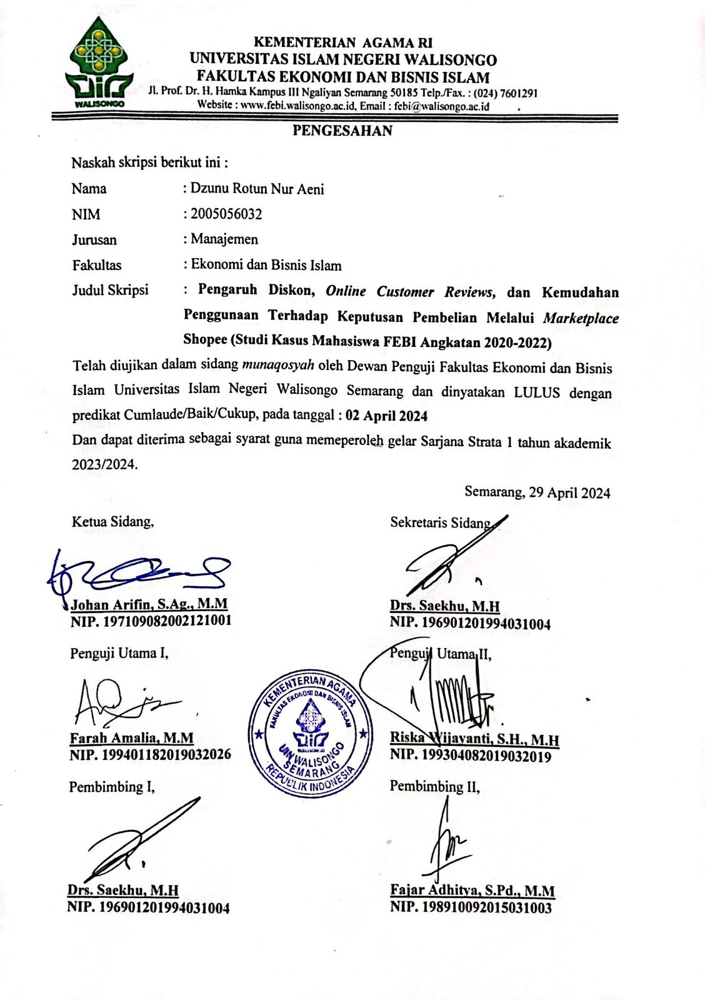 WALISONGO
KEMENTERIAN AGAMA RI
UNIVERSITAS ISLAM NEGERI WALISONGO
FAKULTAS EKONOMI DAN BISNIS ISLAM
Jl. Prof. Dr. H. Hamka Kampus III Ngaliyan Semarang 50185 Telp./Fax. : (024) 7601291
Website : www.febi.walisongo.ac.id, Email : febi@walisongo.ac.id
PENGESAHAN
Naskah skripsi berikut ini :
Nama : Dzunu Rotun Nur Aeni
NIM : 2005056032
Jurusan : Manajemen
Fakultas : Ekonomi dan Bisnis Islam
Judul Skripsi : Pengaruh Diskon, Online Customer Reviews, dan Kemudahan
Penggunaan Terhadap Keputusan Pembelian Melalui Marketplace
Shopee (Studi Kasus Mahasiswa FEBI Angkatan 2020-2022)
Telah diujikan dalam sidang munaqosyah oleh Dewan Penguji Fakultas Ekonomi dan Bisnis
Islam Universitas Islam Negeri Walisongo Semarang dan dinyatakan LULUS dengan
predikat Cumlaude/Baik/Cukup, pada tanggal : 02 April 2024
Dan dapat diterima sebagai syarat guna memeperoleh gelar Sarjana Strata 1 tahun akademik
2023/2024.
Semarang, 29 April 2024
Ketua Sidang, Sekretaris Sidang
Johan Arifin, S.Ag., M.M Drs. Saekhu, M.H
NIP. 197109082002121001 NIP. 196901201994031004
Penguji Utama I, Penguji Utama II,
KEMENTERIAN AGAMA
FAKULTAS EKONOMI DAN BISNIS ISLAM
WALISONGO
UIN WALISONGO
SEMARANG
REPUBLIK INDONESIA
Farah Amalia, M.M Riska Wijayanti, S.H., M.H
NIP. 199401182019032026 NIP. 199304082019032019
Pembimbing I, Pembimbing II,
Drs. Saekhu, M.H Fajar Adhitya, S.Pd., M.M
NIP. 196901201994031004 NIP. 198910092015031003